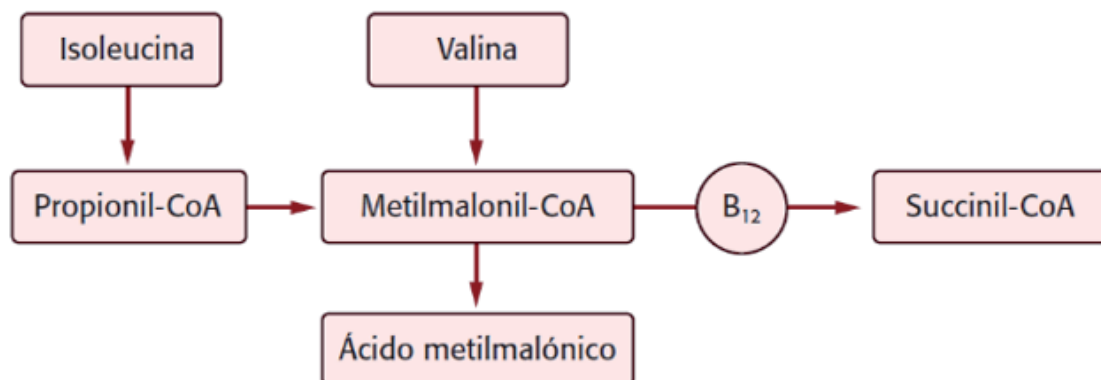 Isoleucina
Valina
Propionil-CoA
Metilmalonil-CoA
B₁₂
Succinil-CoA
Ácido metilmalónico